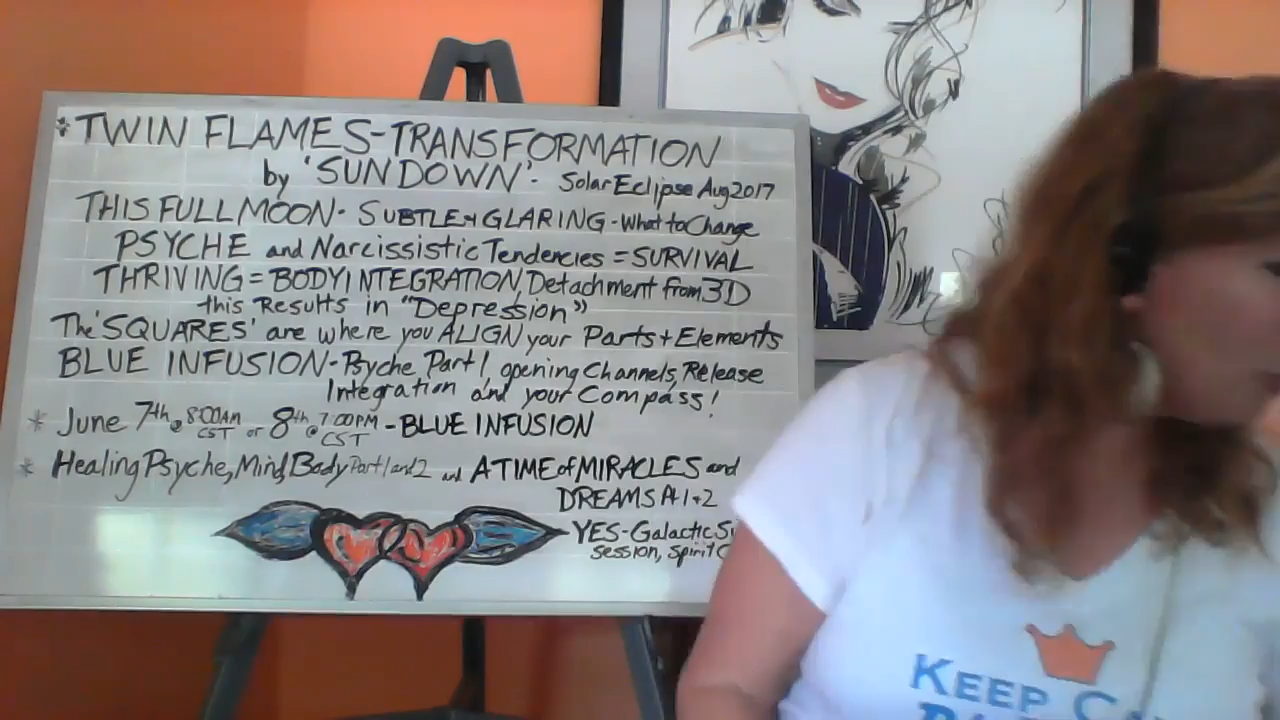 * TWIN FLAMES-TRANSFORMATION
by 'SUNDOWN'- Solar Eclipse Aug 2017
THIS FULL MOON - SUBTLE + GLARING - What to Change
PSYCHE and Narcissistic Tendencies = SURVIVAL
THRIVING = BODY INTEGRATION, Detachment from 3D
this Results in "Depression"
The 'SQUARES' are where you ALIGN your Parts + Elements
BLUE INFUSION - Psyche Part 1, opening Channels, Release
Integration and your Compass!
* June 7th @ 8:00AM CST or 8th @ 7:00PM CST - BLUE INFUSION
* Healing Psyche, Mind, Body Part 1 and 2 and A TIME of MIRACLES and
DREAMS Pt 1+2
YES-Galactic
session, Spirit
KEEP